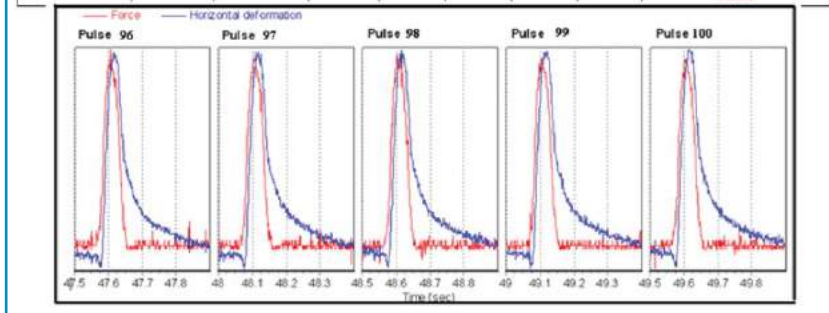 Force Horizontal deformation
Pulse 96 Pulse 97 Pulse 98 Pulse 99 Pulse 100
47.5 47.6 47.7 47.8 48 48.1 48.2 48.3 48.5 48.6 48.7 48.8 49 49.1 49.2 49.3 49.5 49.6 49.7 49.8
Time (sec)